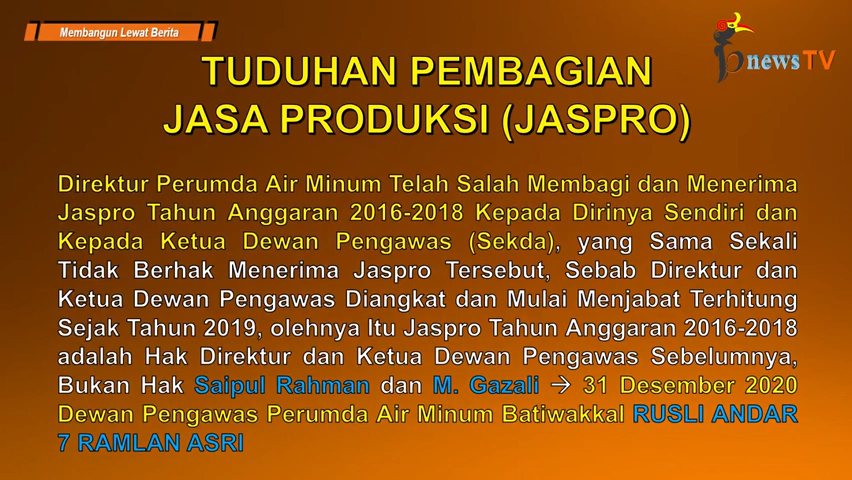 Membangun Lewat Berita
newsTV
TUDUHAN PEMBAGIAN
JASA PRODUKSI (JASPRO)
Direktur Perumda Air Minum Telah Salah Membagi dan Menerima
Jaspro Tahun Anggaran 2016-2018 Kepada Dirinya Sendiri dan
Kepada Ketua Dewan Pengawas (Sekda), yang Sama Sekali
Tidak Berhak Menerima Jaspro Tersebut, Sebab Direktur dan
Ketua Dewan Pengawas Diangkat dan Mulai Menjabat Terhitung
Sejak Tahun 2019, olehnya Itu Jaspro Tahun Anggaran 2016-2018
adalah Hak Direktur dan Ketua Dewan Pengawas Sebelumnya,
Bukan Hak Saipul Rahman dan M. Gazali → 31 Desember 2020
Dewan Pengawas Perumda Air Minum Batiwakkal RUSLI ANDAR
7 RAMLAN ASRI